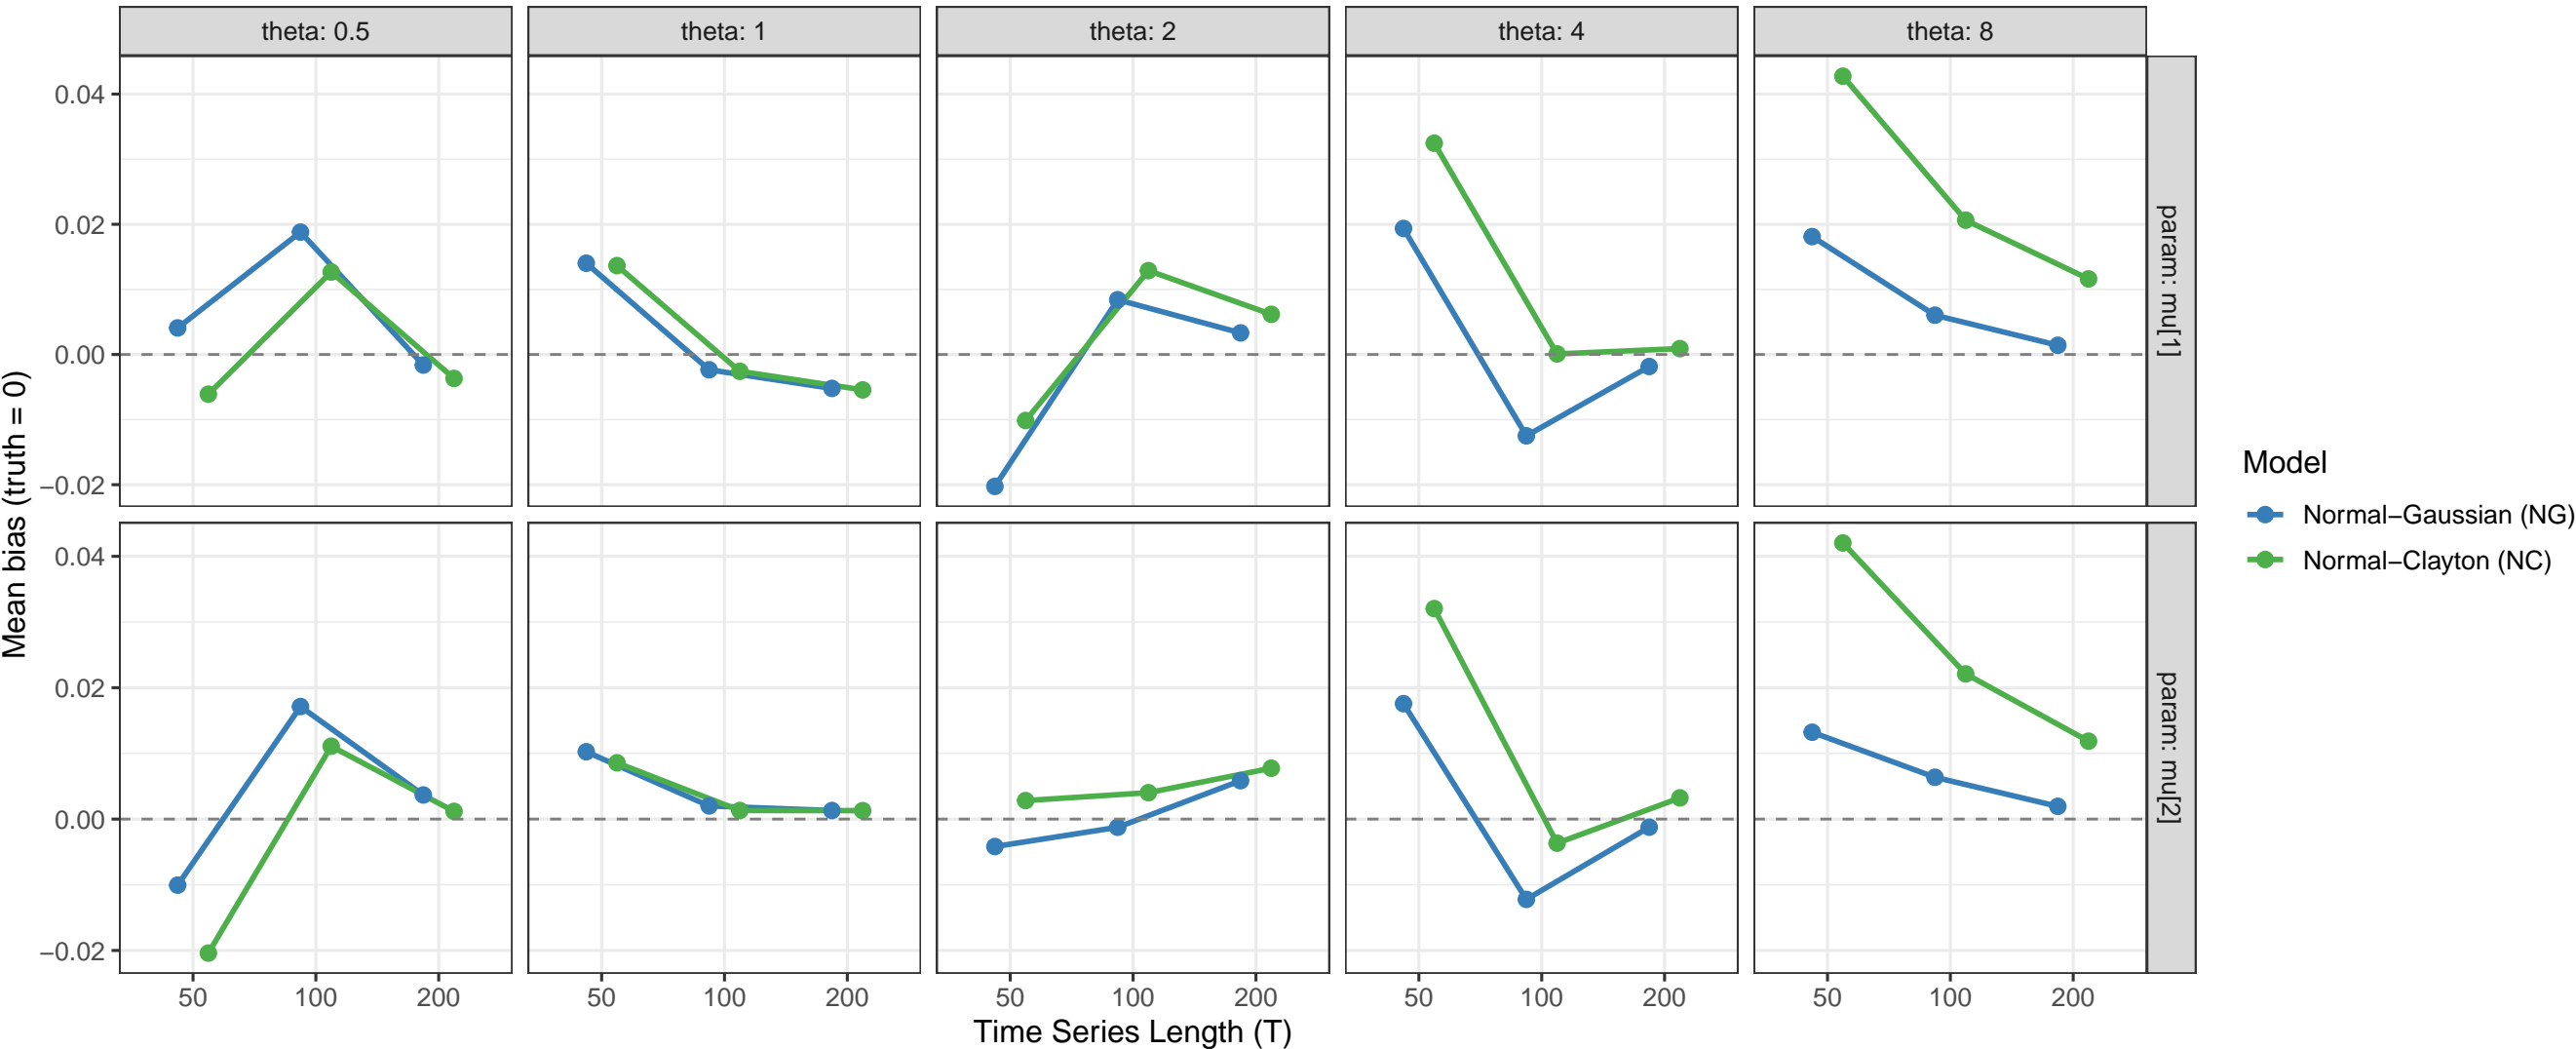 theta: 0.5
theta: 1
theta: 2
theta: 4
theta: 8
0.04
0.02
0.00
−0.02
param: mu[1]
0.04
0.02
0.00
−0.02
param: mu[2]
50 100 200
50 100 200
50 100 200
50 100 200
50 100 200
Time Series Length (T)
Mean bias (truth = 0)
Model
Normal−Gaussian (NG)
Normal−Clayton (NC)